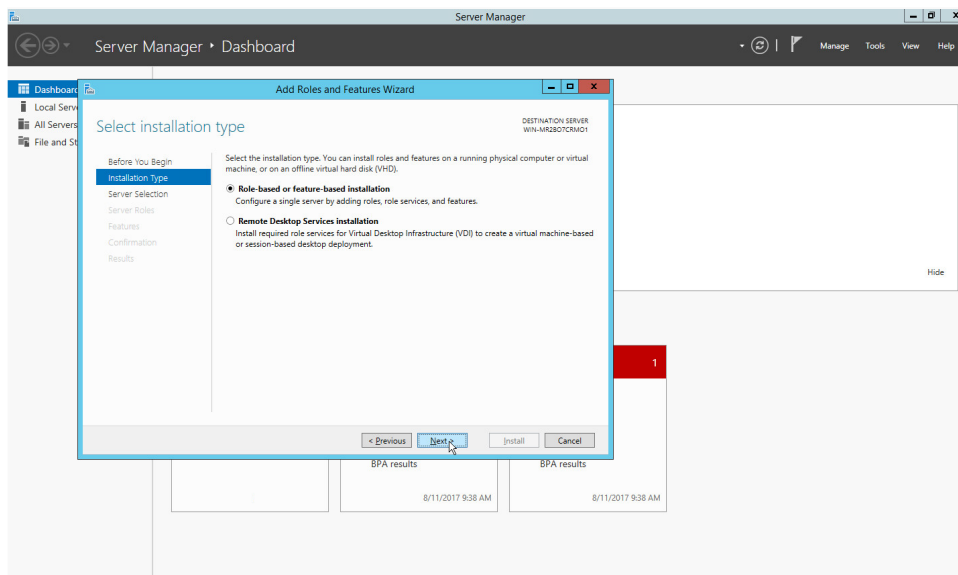 Server Manager
Server Manager • Dashboard
Manage Tools View Help
Dashboard
Local Serv
All Servers
File and St
Add Roles and Features Wizard
Select installation type
DESTINATION SERVER
WIN-MR2BO7CRMO1
Before You Begin
Installation Type
Server Selection
Server Roles
Features
Confirmation
Results
Select the installation type. You can install roles and features on a running physical computer or virtual
machine, or on an offline virtual hard disk (VHD).
Role-based or feature-based installation
Configure a single server by adding roles, role services, and features.
Remote Desktop Services installation
Install required role services for Virtual Desktop Infrastructure (VDI) to create a virtual machine-based
or session-based desktop deployment.
< Previous Next > Install Cancel
Hide
1
BPA results
8/11/2017 9:38 AM
BPA results
8/11/2017 9:38 AM